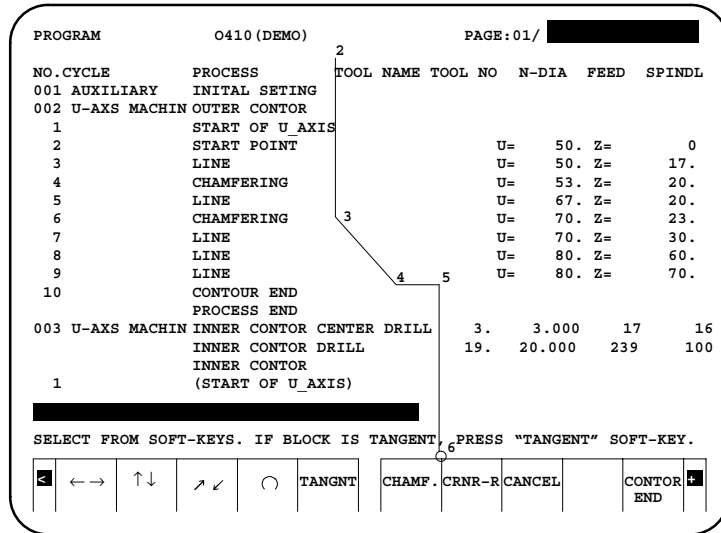 PROGRAM O410(DEMO) PAGE:01/
2
NO.CYCLE PROCESS TOOL NAME TOOL NO N-DIA FEED SPINDL
001 AUXILIARY INITAL SETING
002 U-AXS MACHIN OUTER CONTOR
1 START OF U_AXIS
2 START POINT U= 50. Z= 0
3 LINE U= 50. Z= 17.
4 CHAMFERING U= 53. Z= 20.
5 LINE U= 67. Z= 20.
6 CHAMFERING 3 U= 70. Z= 23.
7 LINE U= 70. Z= 30.
8 LINE U= 80. Z= 60.
9 LINE 4 5 U= 80. Z= 70.
10 CONTOUR END
PROCESS END
003 U-AXS MACHIN INNER CONTOR CENTER DRILL 3. 3.000 17 16
INNER CONTOR DRILL 19. 20.000 239 100
INNER CONTOR
1 (START OF U_AXIS)
SELECT FROM SOFT-KEYS. IF BLOCK IS TANGENT, PRESS “TANGENT” SOFT-KEY.
6
< ←→ ↑↓ ↗↙ TANGNT CHAMF. CRNR-R CANCEL CONTOR +
END